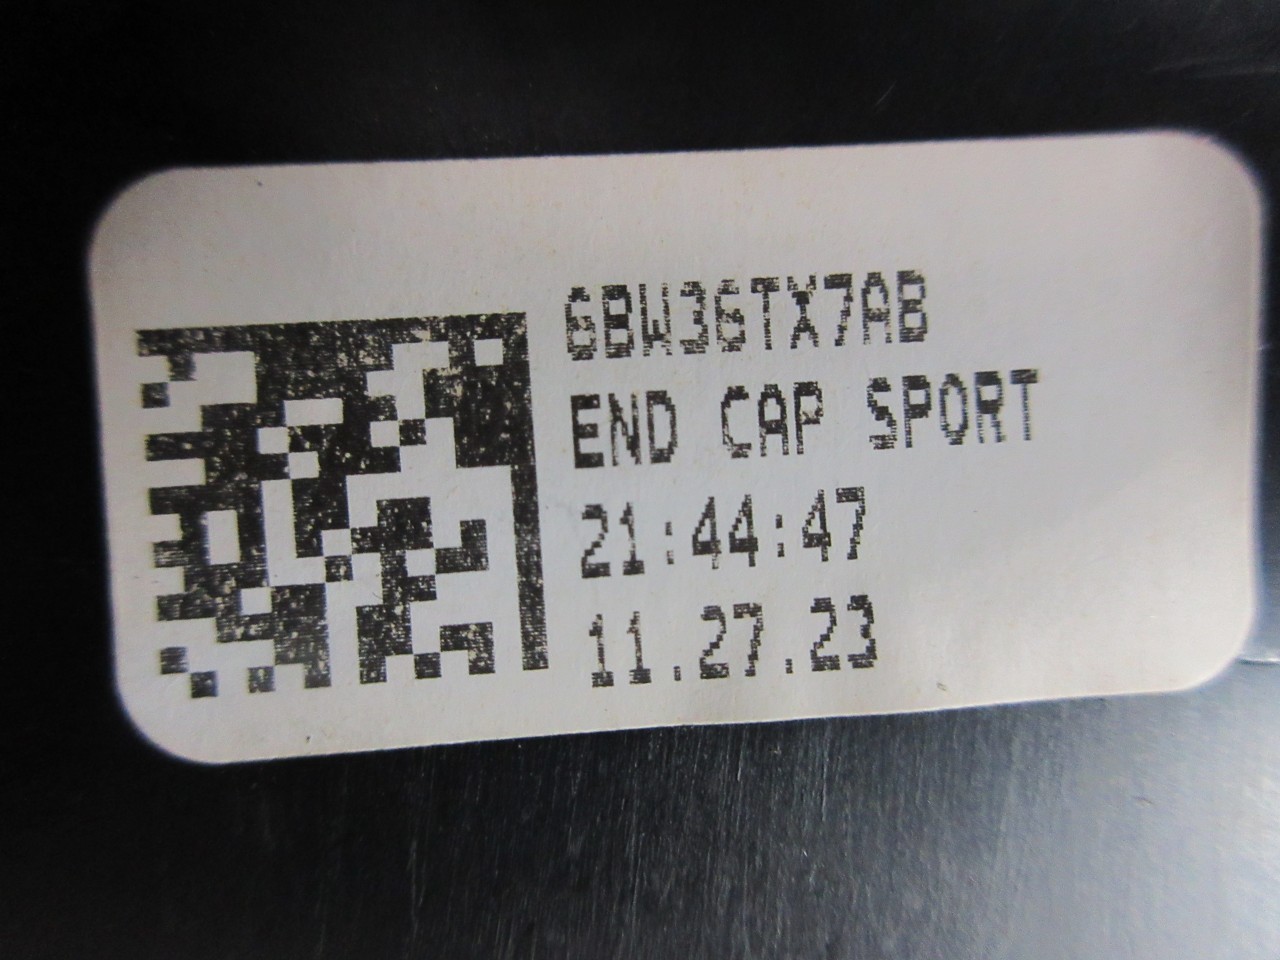 6BW36TX7AB
END CAP SPORT
21:44:47
11.27.23